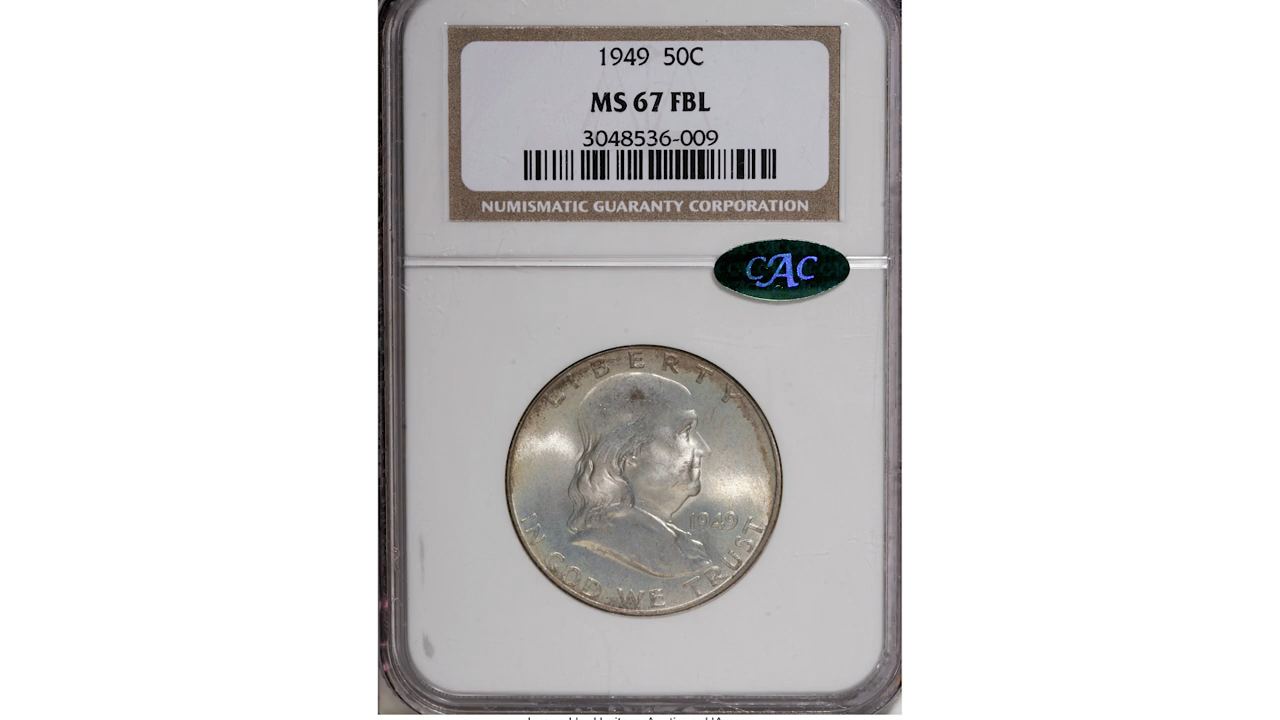 1949 50C
MS 67 FBL
3048536-009
NUMISMATIC GUARANTY CORPORATION
CAC
LIBERTY
1949
IN GOD WE TRUST